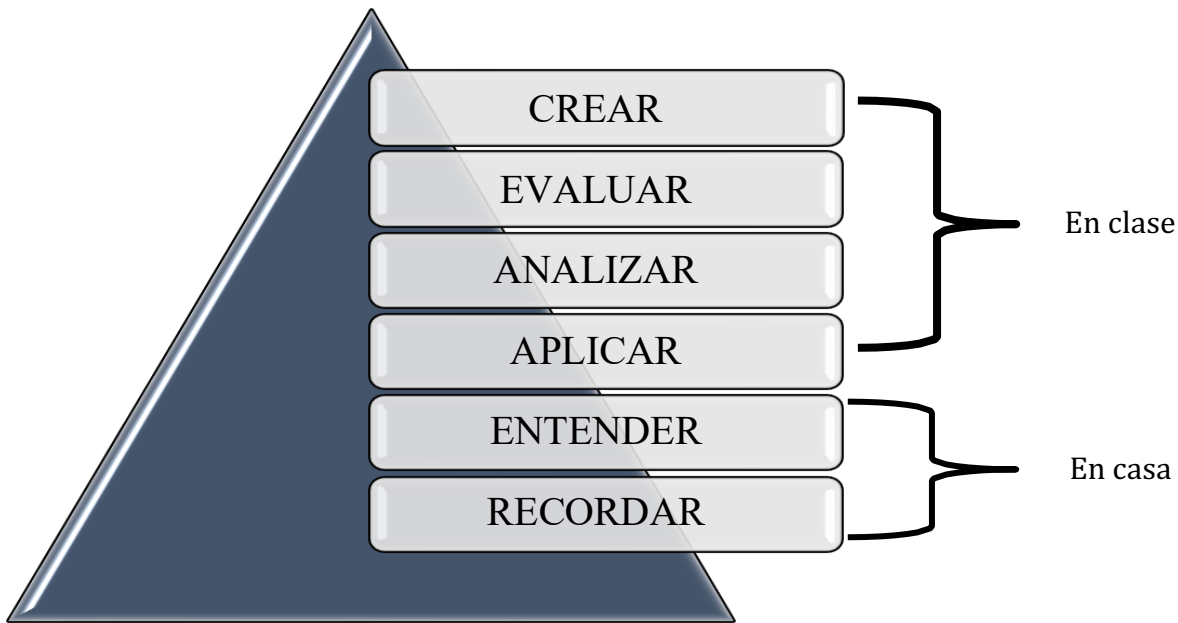 CREAR
EVALUAR
ANALIZAR
APLICAR
ENTENDER
RECORDAR
En clase
En casa